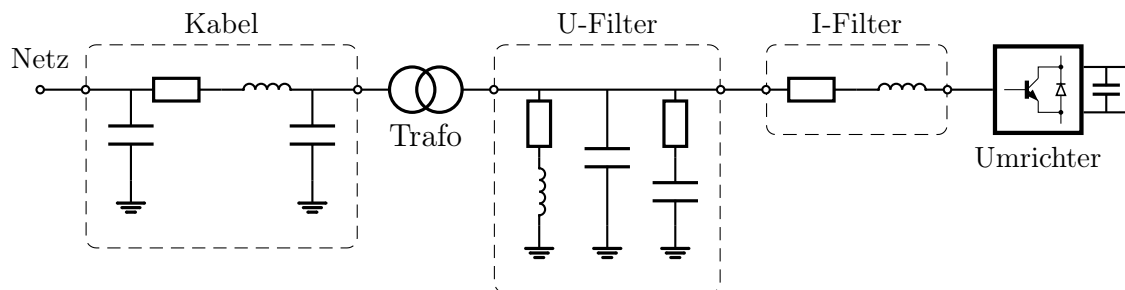 Kabel
U-Filter
I-Filter
Netz
Trafo
Umrichter